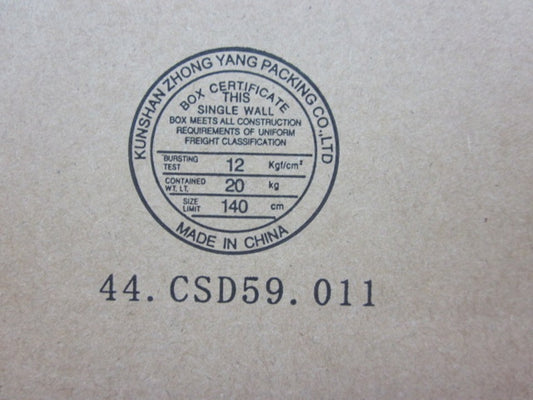 KUNSHAN ZHONG YANG PACKING CO.,LTD
BOX CERTIFICATE
THIS
SINGLE WALL
BOX MEETS ALL CONSTRUCTION
REQUIREMENTS OF UNIFORM
FREIGHT CLASSIFICATION
BURSTING TEST 12 Kgf/cm²
CONTAINED WT. LT. 20 kg
SIZE LIMIT 140 cm
MADE IN CHINA
44.CSD59.011